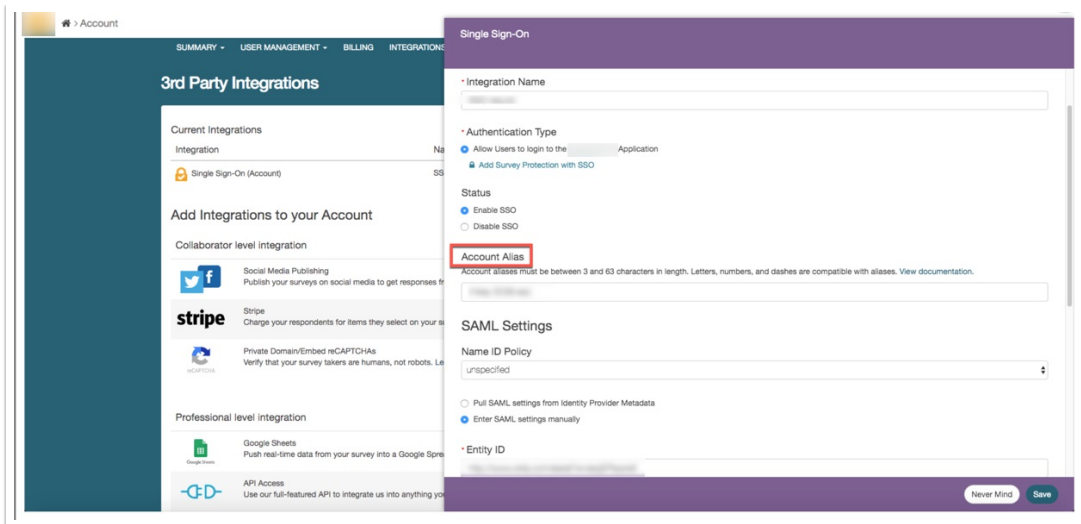 > Account
SUMMARY
USER MANAGEMENT
BILLING
INTEGRATIONS
3rd Party Integrations
Current Integrations
Integration
Na
Single Sign-On (Account)
SS
Add Integrations to your Account
Collaborator level integration
Social Media Publishing
Publish your surveys on social media to get responses fr
stripe
Stripe
Charge your respondents for items they select on your s
reCAPTCHA
Private Domain/Embed reCAPTCHAs
Verify that your survey takers are humans, not robots. Le
Professional level integration
Google Sheets
Google Sheets
Push real-time data from your survey into a Google Spre
API Access
Use our full-featured API to integrate us into anything yo
Single Sign-On
* Integration Name
* Authentication Type
Allow Users to login to the Application
Add Survey Protection with SSO
Status
Enable SSO
Disable SSO
Account Alias
Account aliases must be between 3 and 63 characters in length. Letters, numbers, and dashes are compatible with aliases. View documentation.
SAML Settings
Name ID Policy
unspecified
Pull SAML settings from Identity Provider Metadata
Enter SAML settings manually
* Entity ID
Never Mind
Save